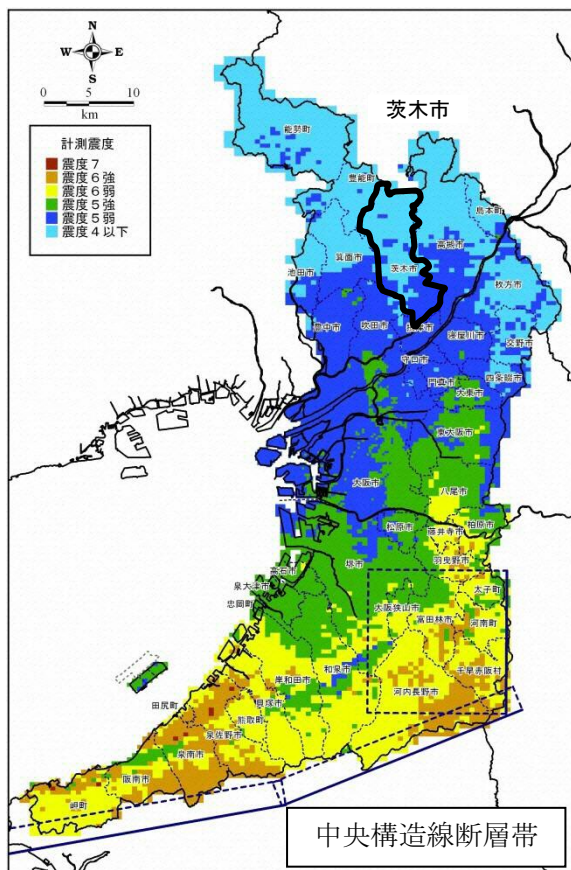 N
W E
S
0 5 10
km
計測震度
震度7
震度6強
震度6弱
震度5強
震度5弱
震度4以下
茨木市
能勢町
豊能町
島本町
高槻市
箕面市
茨木市
池田市
枚方市
豊中市
吹田市
摂津市
寝屋川市
交野市
守口市
門真市
四条畷市
大東市
東大阪市
大阪市
八尾市
松原市
藤井寺市
柏原市
羽曳野市
堺市
高石市
泉大津市
忠岡町
太子町
大阪狭山市
富田林市
河南町
千早赤阪村
和泉市
岸和田市
河内長野市
貝塚市
田尻町
熊取町
泉佐野市
泉南市
阪南市
岬町
中央構造線断層帯